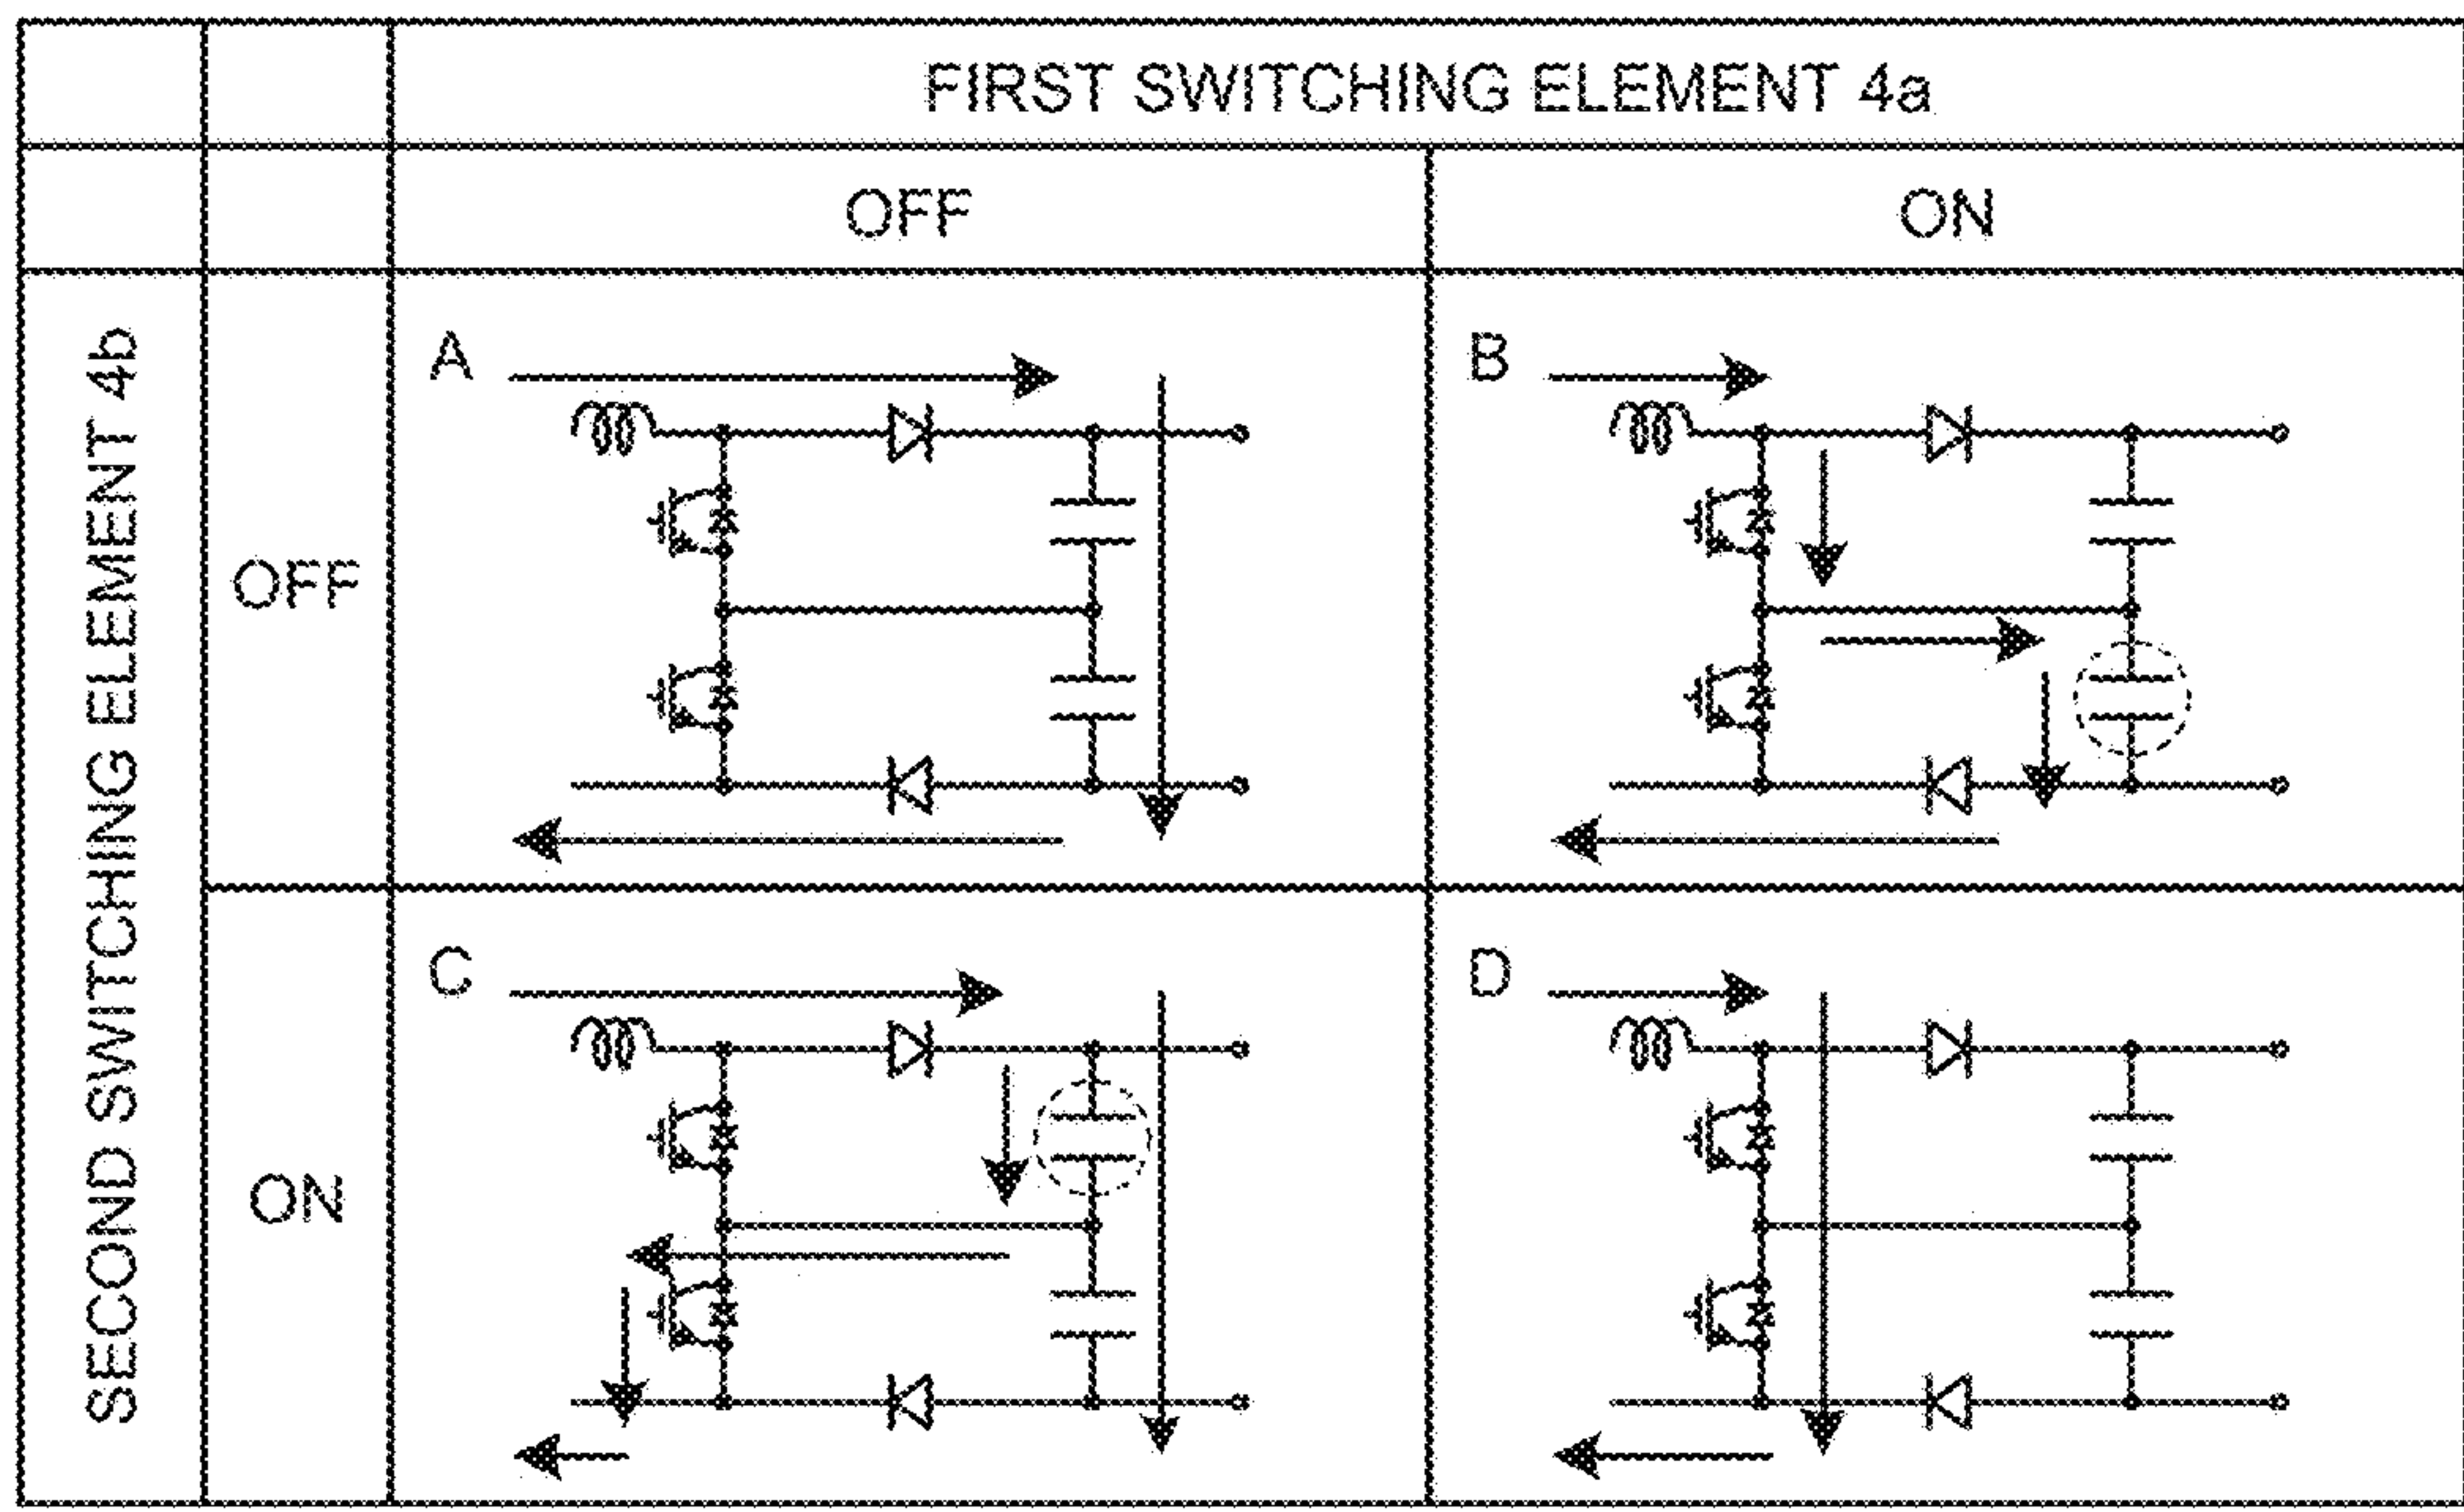 FIRST SWITCHING ELEMENT 4a
OFF
ON
SECOND SWITCHING ELEMENT 4b
OFF
A
B
ON
C
D